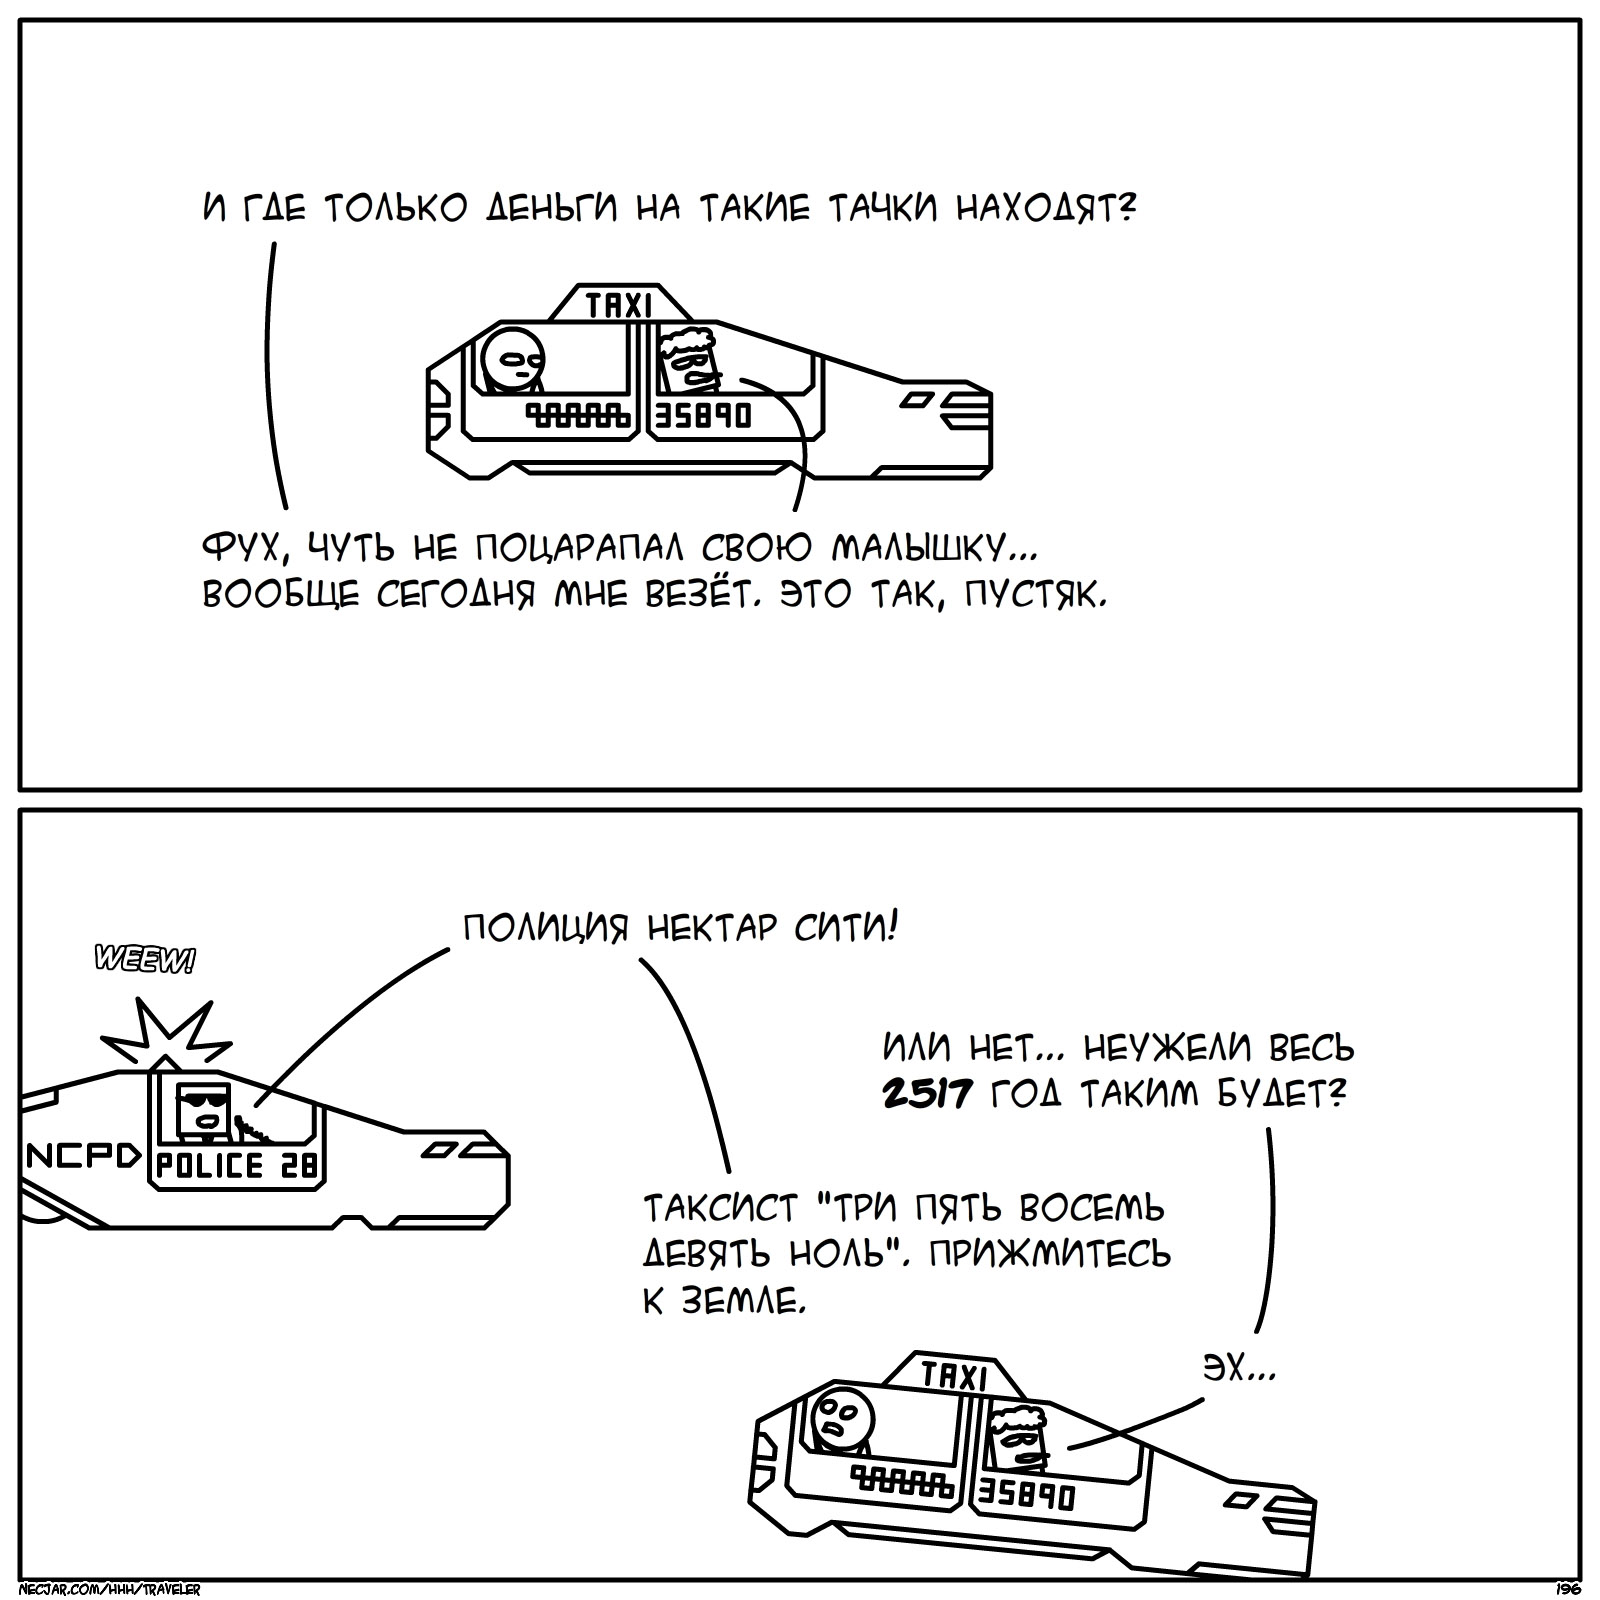 И ГДЕ ТОЛЬКО ДЕНЬГИ НА ТАКИЕ ТАЧКИ НАХОДЯТ?
TAXI
35890
ФУХ, ЧУТЬ НЕ ПОЦАРАПАЛ СВОЮ МАЛЫШКУ...
ВООБЩЕ СЕГОДНЯ МНЕ ВЕЗЁТ. ЭТО ТАК, ПУСТЯК.
ПОЛИЦИЯ НЕКТАР СИТИ!
WEEW!
ИЛИ НЕТ... НЕУЖЕЛИ ВЕСЬ
2517 ГОД ТАКИМ БУДЕТ?
NCPD
POLICE 28
ТАКСИСТ "ТРИ ПЯТЬ ВОСЕМЬ
ДЕВЯТЬ НОЛЬ". ПРИЖМИТЕСЬ
К ЗЕМЛЕ.
ЭХ...
TAXI
35890
NECJAR.COM/HHH/TRAVELER
196